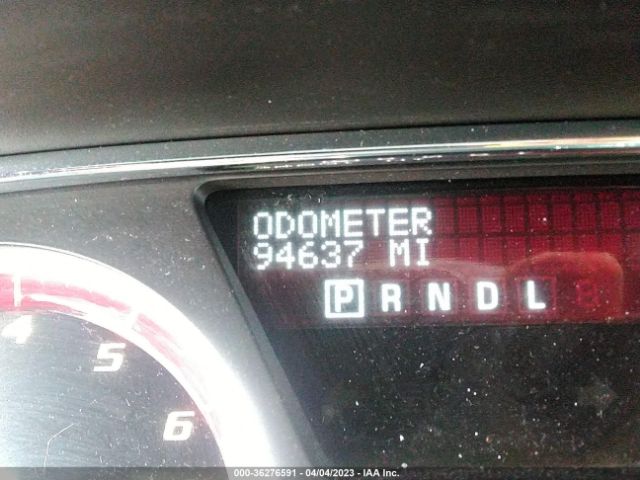 ODOMETER
94637 MI
P R N D L
4
5
6
000-36276591 - 04/04/2023 - IAA Inc.